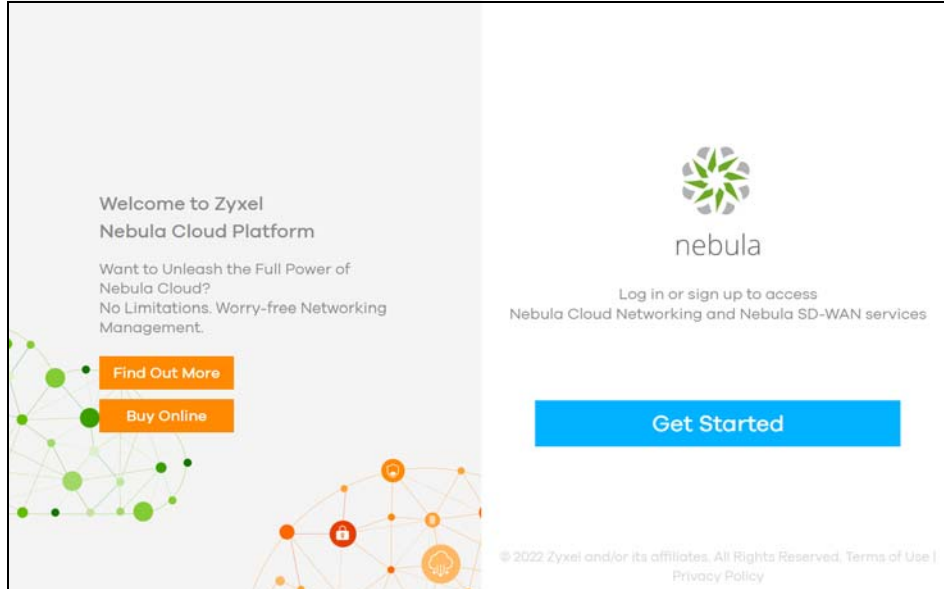 Welcome to Zyxel
Nebula Cloud Platform
Want to Unleash the Full Power of
Nebula Cloud?
No Limitations. Worry-free Networking
Management.
Find Out More
Buy Online
nebula
Log in or sign up to access
Nebula Cloud Networking and Nebula SD-WAN services
Get Started
© 2022 Zyxel and/or its affiliates. All Rights Reserved. Terms of Use |
Privacy Policy